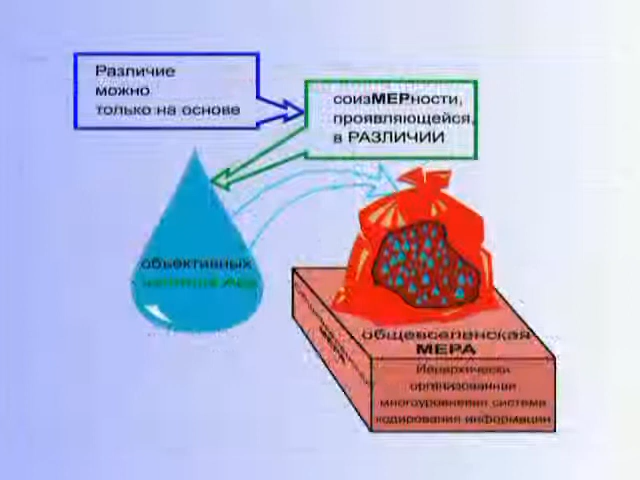 Различие
можно
только на основе
соизМЕРности,
проявляющейся,
в РАЗЛИЧИИ
объективных
общевселенская
МЕРА
Иерархически
организованная
многоуровневая система
кодирования информации